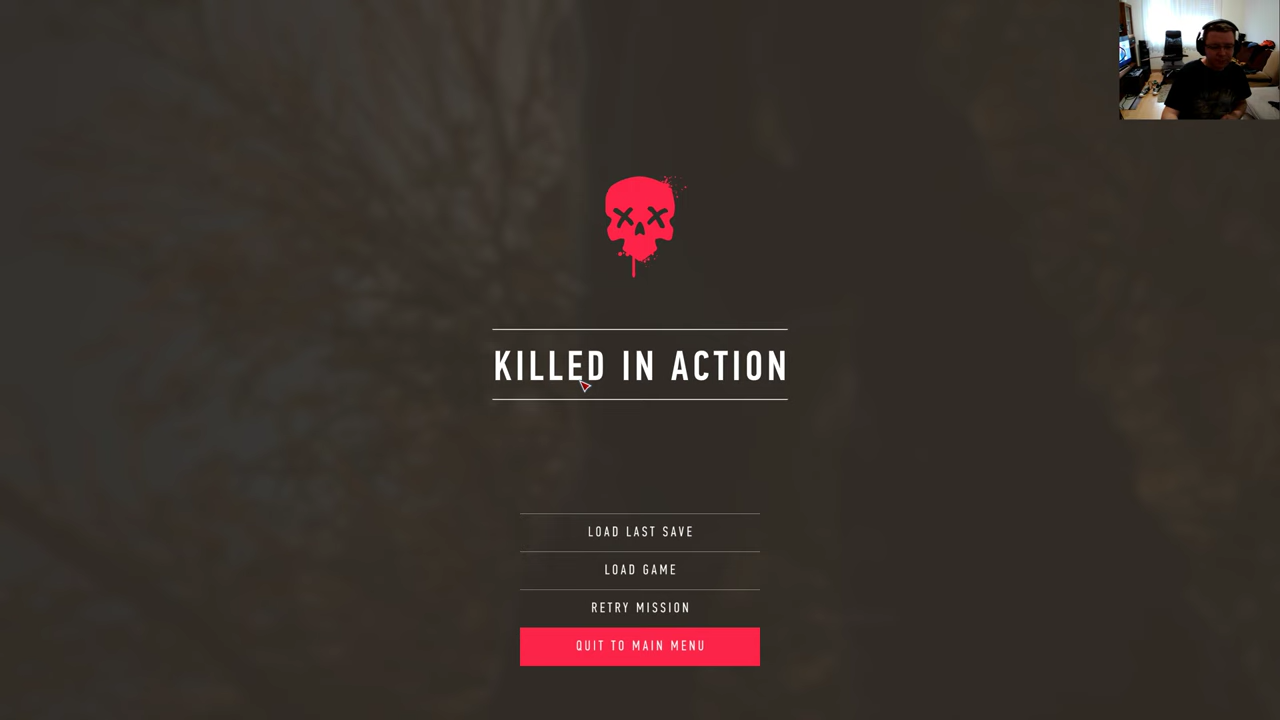 KILLED IN ACTION
LOAD LAST SAVE
LOAD GAME
RETRY MISSION
QUIT TO MAIN MENU